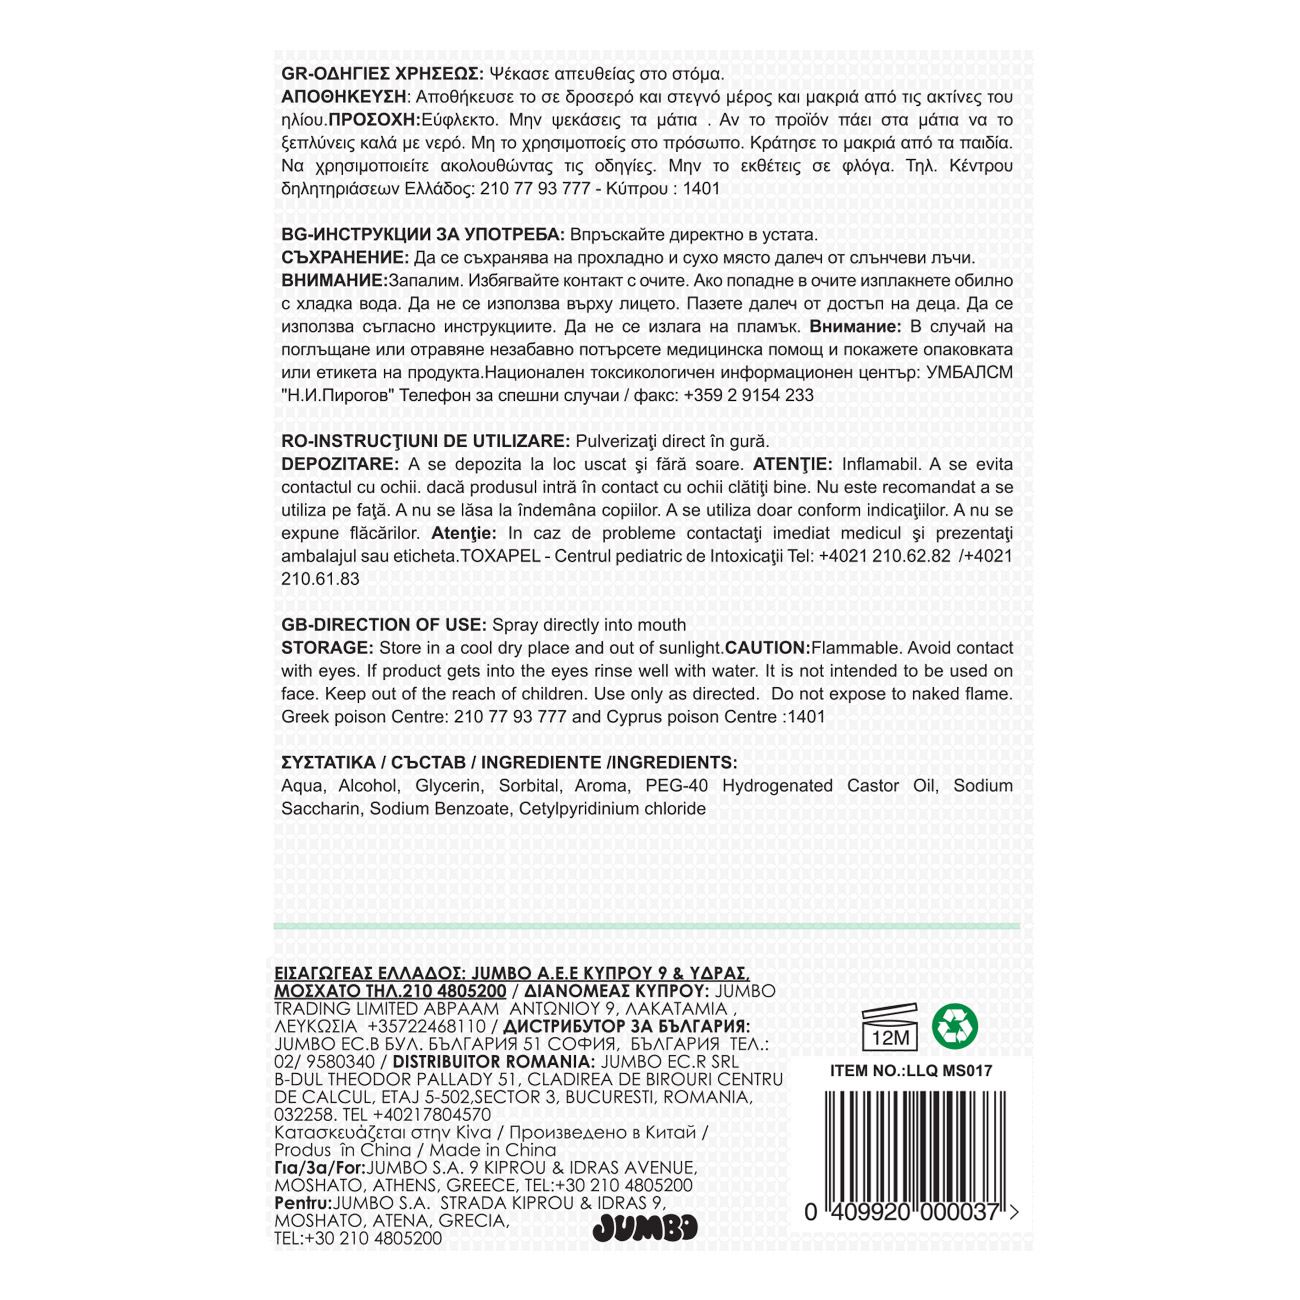 GR-ΟΔΗΓΙΕΣ ΧΡΗΣΕΩΣ: Ψέκασε απευθείας στο στόμα.
ΑΠΟΘΗΚΕΥΣΗ: Αποθήκευσε το σε δροσερό και στεγνό μέρος και μακριά από τις ακτίνες του
ηλίου.ΠΡΟΣΟΧΗ:Εύφλεκτο. Μην ψεκάσεις τα μάτια . Αν το προϊόν πάει στα μάτια να το
ξεπλύνεις καλά με νερό. Μη το χρησιμοποείς στο πρόσωπο. Κράτησε το μακριά από τα παιδία.
Να χρησιμοποιείτε ακολουθώντας τις οδηγίες. Μην το εκθέτεις σε φλόγα. Τηλ. Κέντρου
δηλητηριάσεων Ελλάδος: 210 77 93 777 - Κύπρου : 1401
BG-ИНСТРУКЦИИ ЗА УПОТРЕБА: Впръскайте директно в устата.
СЪХРАНЕНИЕ: Да се съхранява на прохладно и сухо място далеч от слънчеви лъчи.
ВНИМАНИЕ:Запалим. Избягвайте контакт с очите. Ако попадне в очите изплакнете обилно
с хладка вода. Да не се използва върху лицето. Пазете далеч от достъп на деца. Да се
използва съгласно инструкциите. Да не се излага на пламък. Внимание: В случай на
поглъщане или отравяне незабавно потърсете медицинска помощ и покажете опаковката
или етикета на продукта.Национален токсикологичен информационен център: УМБАЛСМ
"Н.И.Пирогов" Телефон за спешни случаи / факс: +359 2 9154 233
RO-INSTRUCŢIUNI DE UTILIZARE: Pulverizaţi direct în gură.
DEPOZITARE: A se depozita la loc uscat şi fără soare. ATENŢIE: Inflamabil. A se evita
contactul cu ochii. dacă produsul intră în contact cu ochii clătiţi bine. Nu este recomandat a se
utiliza pe faţă. A nu se lăsa la îndemâna copiilor. A se utiliza doar conform indicaţiilor. A nu se
expune flăcărilor. Atenţie: In caz de probleme contactaţi imediat medicul şi prezentaţi
ambalajul sau eticheta.TOXAPEL - Centrul pediatric de Intoxicaţii Tel: +4021 210.62.82 /+4021
210.61.83
GB-DIRECTION OF USE: Spray directly into mouth
STORAGE: Store in a cool dry place and out of sunlight.CAUTION:Flammable. Avoid contact
with eyes. If product gets into the eyes rinse well with water. It is not intended to be used on
face. Keep out of the reach of children. Use only as directed. Do not expose to naked flame.
Greek poison Centre: 210 77 93 777 and Cyprus poison Centre :1401
ΣΥΣΤΑΤΙΚΑ / СЪСТАВ / INGREDIENTE /INGREDIENTS:
Aqua, Alcohol, Glycerin, Sorbital, Aroma, PEG-40 Hydrogenated Castor Oil, Sodium
Saccharin, Sodium Benzoate, Cetylpyridinium chloride
ΕΙΣΑΓΩΓΕΑΣ ΕΛΛΑΔΟΣ: JUMBO Α.Ε.Ε ΚΥΠΡΟΥ 9 & ΥΔΡΑΣ,
ΜΟΣΧΑΤΟ ΤΗΛ.210 4805200 / ΔΙΑΝΟΜΕΑΣ ΚΥΠΡΟΥ: JUMBO
TRADING LIMITED ΑΒΡΑΑΜ ΑΝΤΩΝΙΟΥ 9, ΛΑΚΑΤΑΜΙΑ ,
ΛΕΥΚΩΣΙΑ +35722468110 / ДИСТРИБУТОР ЗА БЪЛГАРИЯ:
JUMBO EC.B БУЛ. БЪЛГАРИЯ 51 СОФИЯ, БЪЛГАРИЯ ТЕЛ.:
02/ 9580340 / DISTRIBUITOR ROMANIA: JUMBO EC.R SRL
B-DUL THEODOR PALLADY 51, CLADIREA DE BIROURI CENTRU
DE CALCUL, ETAJ 5-502,SECTOR 3, BUCURESTI, ROMANIA,
032258. TEL +40217804570
Κατασκευάζεται στην Κίνα / Произведено в Китай /
Produs în China / Made in China
Για/За/For:JUMBO S.A. 9 KIPROU & IDRAS AVENUE,
MOSHATO, ATHENS, GREECE, TEL:+30 210 4805200
Pentru:JUMBO S.A. STRADA KIPROU & IDRAS 9,
MOSHATO, ATENA, GRECIA,
TEL:+30 210 4805200
JUMBO
12M
ITEM NO.:LLQ MS017
0 409920 000037 >